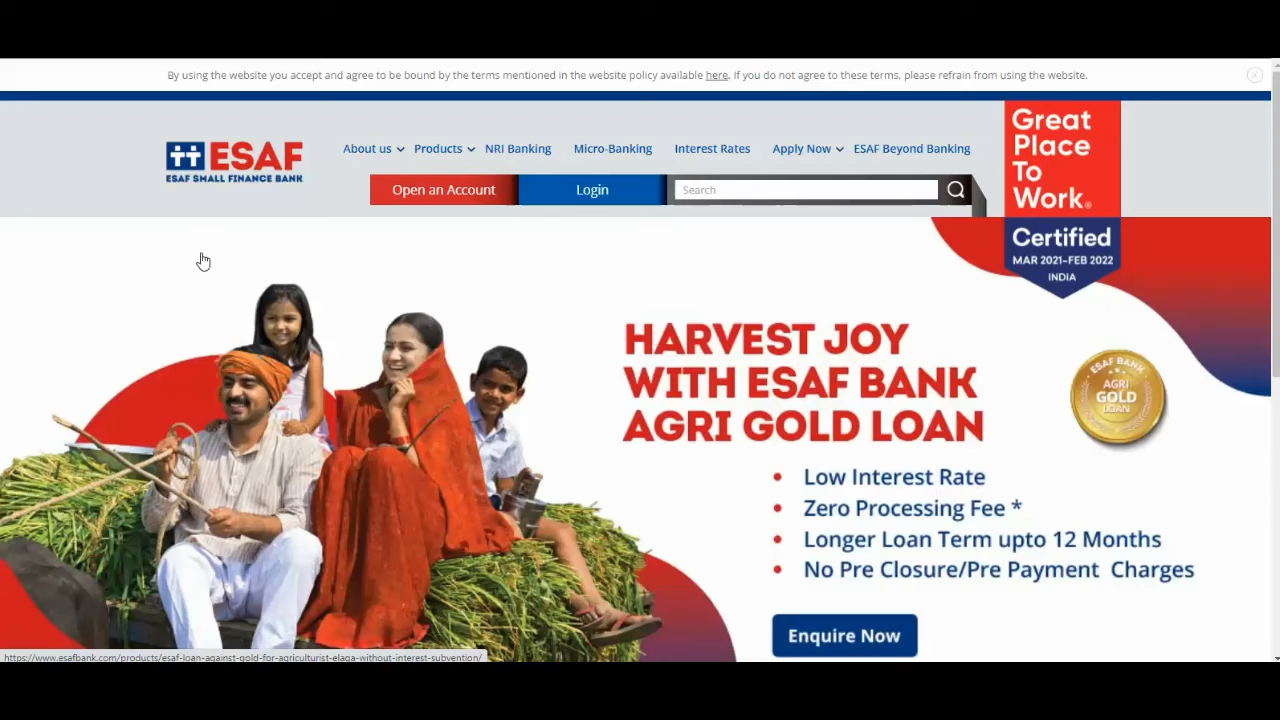 By using the website you accept and agree to be bound by the terms mentioned in the website policy available here. If you do not agree to these terms, please refrain from using the website.
ESAF
ESAF SMALL FINANCE BANK
About us
Products
NRI Banking
Micro-Banking
Interest Rates
Apply Now
ESAF Beyond Banking
Open an Account
Login
Search
Great
Place
To
Work®
Certified
MAR 2021–FEB 2022
INDIA
HARVEST JOY
WITH ESAF BANK
AGRI GOLD LOAN
ESAF BANK
AGRI
GOLD
LOAN
• Low Interest Rate
• Zero Processing Fee *
• Longer Loan Term upto 12 Months
• No Pre Closure/Pre Payment Charges
Enquire Now
https://www.esafbank.com/products/esaf-loan-against-gold-for-agriculturist-elaga-without-interest-subvention/